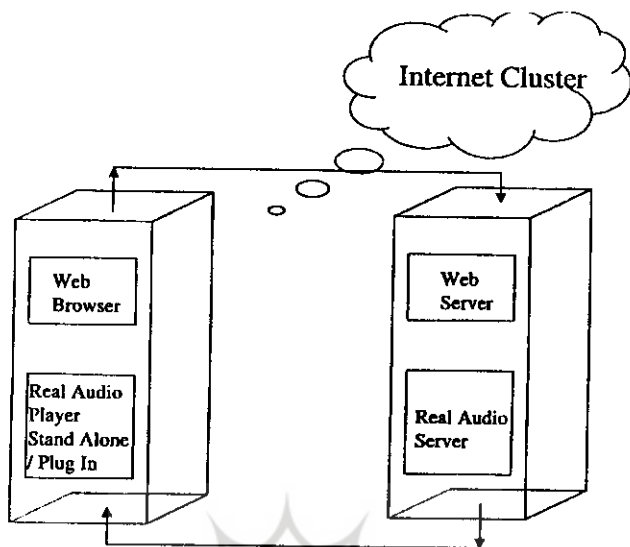 Internet Cluster
Web
Browser
Real Audio
Player
Stand Alone
/ Plug In
Web
Server
Real Audio
Server